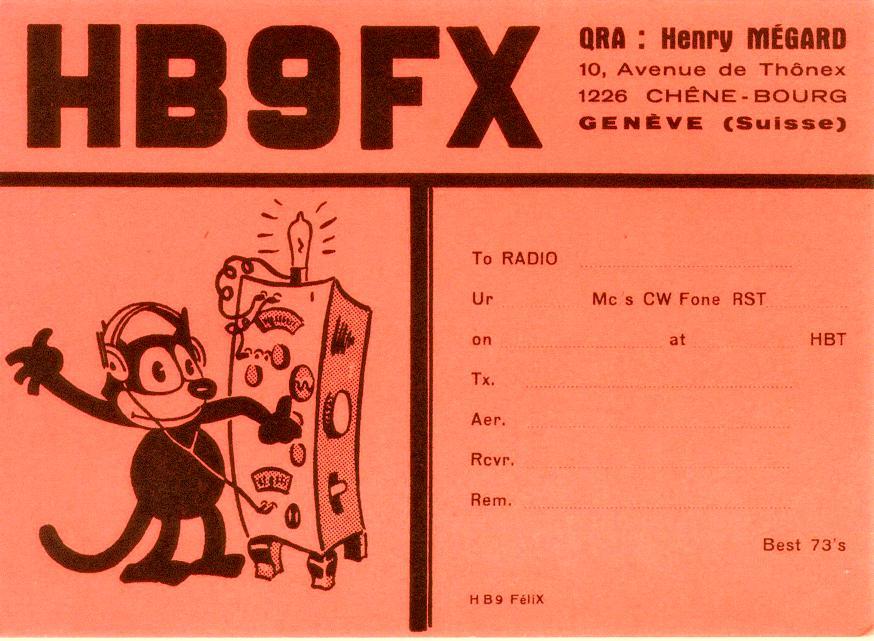 HB9FX
QRA : Henry MÉGARD
10, Avenue de Thônex
1226 CHÊNE-BOURG
GENÈVE (Suisse)
To RADIO
Ur Mc s CW Fone RST
on at HBT
Tx.
Aer.
Rcvr.
Rem.
Best 73's
HB9 FéliX